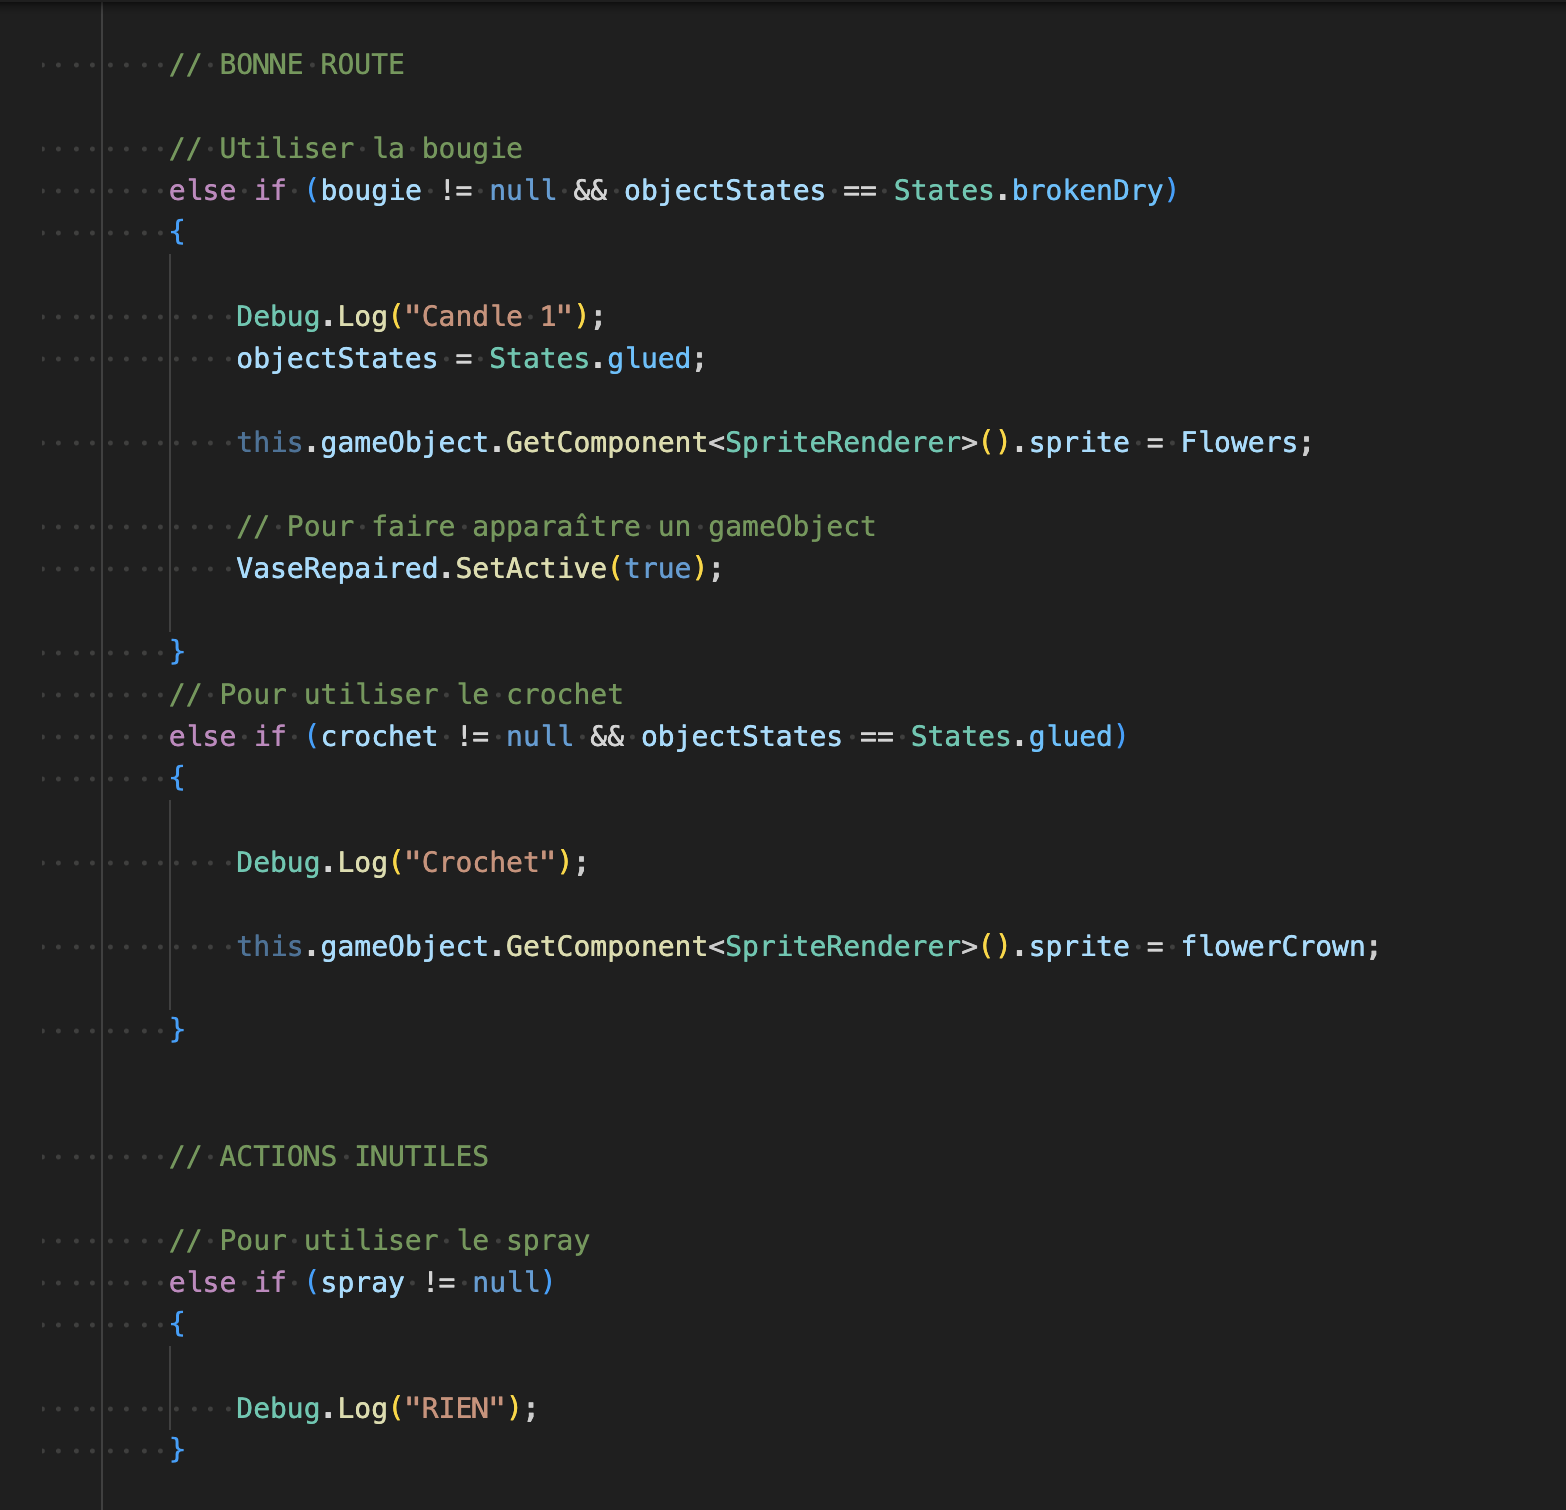 // BONNE ROUTE
// Utiliser la bougie
else if (bougie != null && objectStates == States.brokenDry)
{
Debug.Log("Candle 1");
objectStates = States.glued;
this.gameObject.GetComponent<SpriteRenderer>().sprite = Flowers;
// Pour faire apparaître un gameObject
VaseRepaired.SetActive(true);
}
// Pour utiliser le crochet
else if (crochet != null && objectStates == States.glued)
{
Debug.Log("Crochet");
this.gameObject.GetComponent<SpriteRenderer>().sprite = flowerCrown;
}
// ACTIONS INUTILES
// Pour utiliser le spray
else if (spray != null)
{
Debug.Log("RIEN");
}